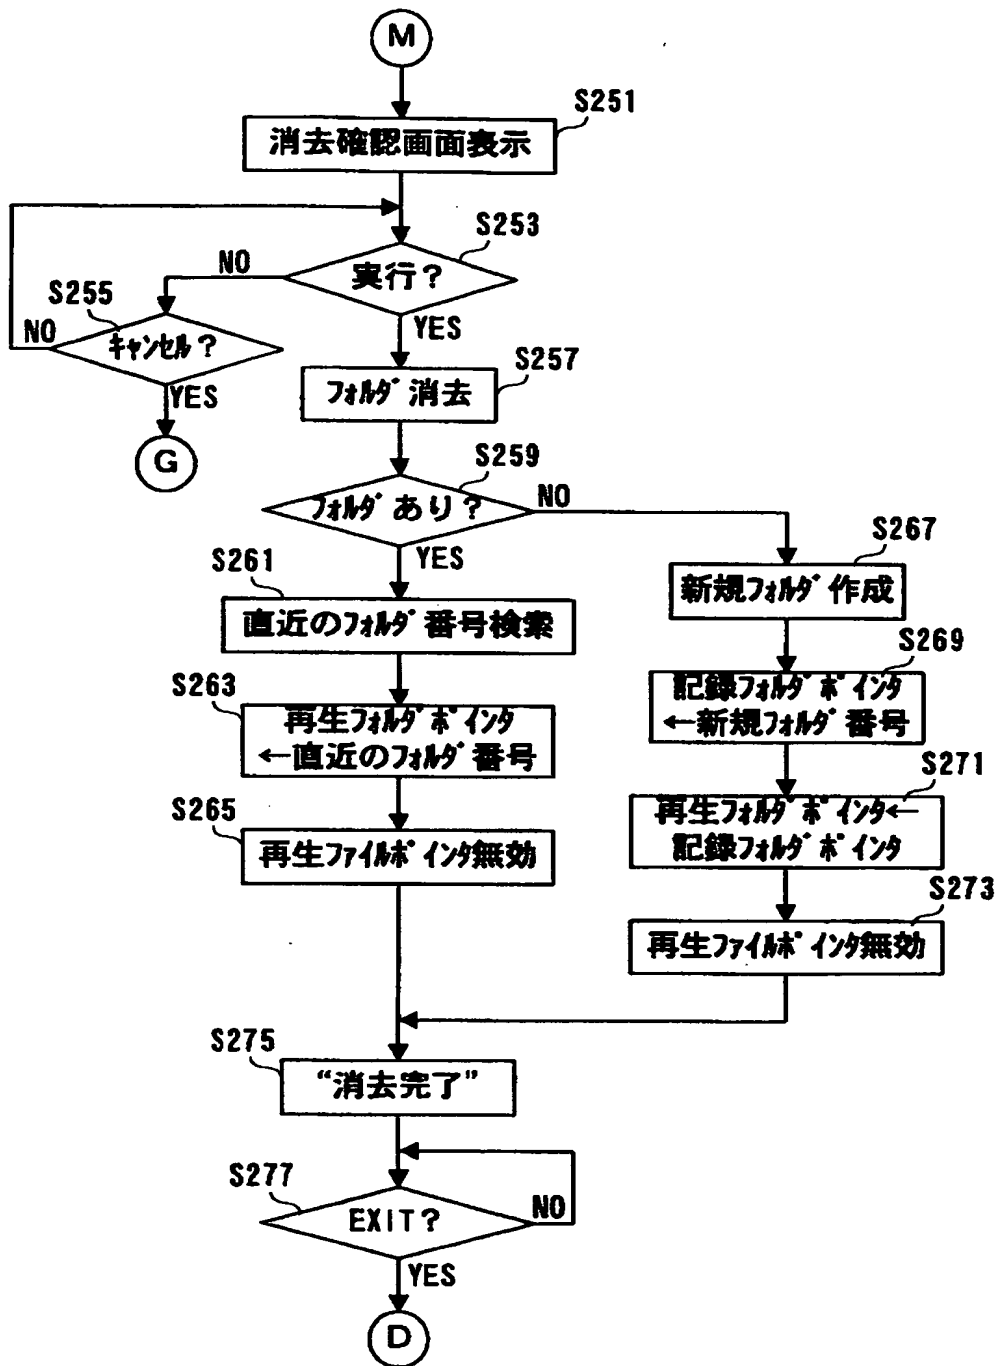 M
S251
消去確認画面表示
S253
実行?
NO
YES
S255
キャンセル?
NO
YES
G
S257
フォルダ消去
S259
フォルダあり?
NO
YES
S261
直近のフォルダ番号検索
S263
再生フォルダポインタ
←直近のフォルダ番号
S265
再生ファイルポインタ無効
S267
新規フォルダ作成
S269
記録フォルダポインタ
←新規フォルダ番号
S271
再生フォルダポインタ←
記録フォルダポインタ
S273
再生ファイルポインタ無効
S275
“消去完了”
S277
EXIT?
NO
YES
D